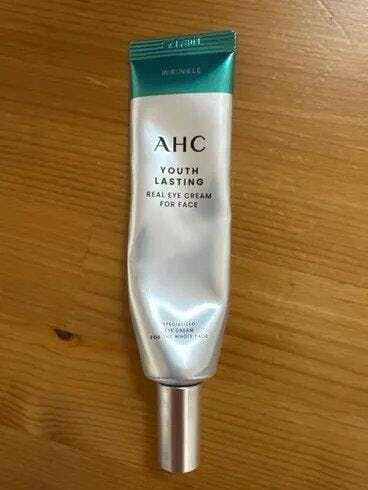 WRINKLE
AHC
YOUTH
LASTING
REAL EYE CREAM
FOR FACE
SPECIALIZED
EYE CREAM
FOR THE WHOLE FACE